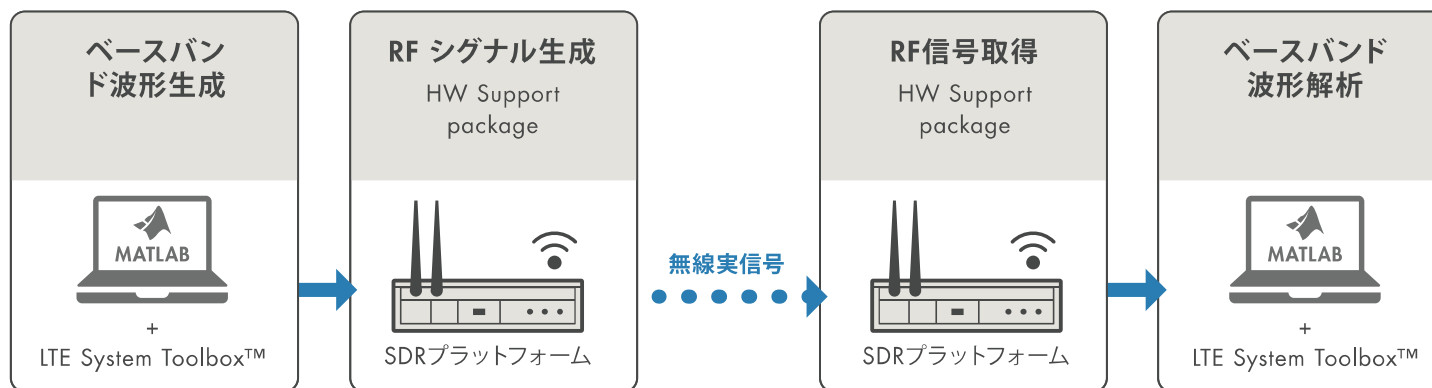 ベースバン
ド波形生成
MATLAB
+
LTE System Toolbox™
RF シグナル生成
HW Support
package
SDRプラットフォーム
無線実信号
RF信号取得
HW Support
package
SDRプラットフォーム
ベースバンド
波形解析
MATLAB
+
LTE System Toolbox™